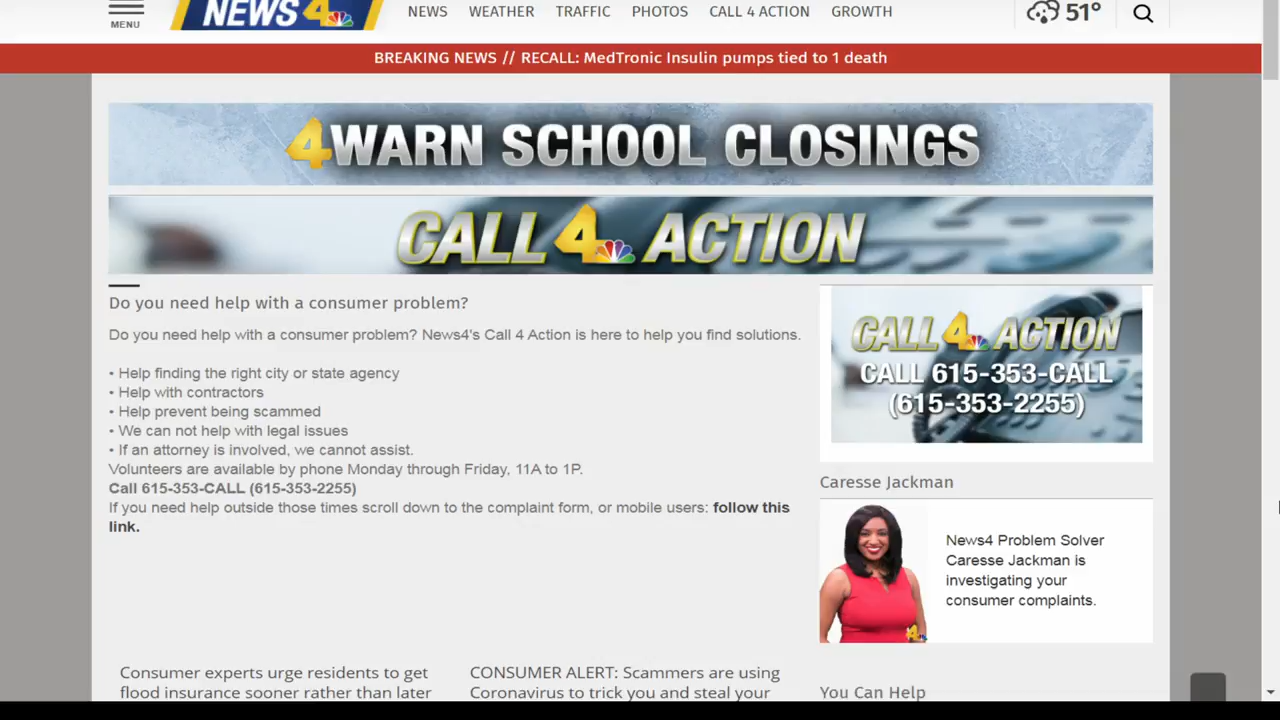 MENU
NEWS 4
NEWS
WEATHER
TRAFFIC
PHOTOS
CALL 4 ACTION
GROWTH
51°
BREAKING NEWS // RECALL: MedTronic Insulin pumps tied to 1 death
4WARN SCHOOL CLOSINGS
CALL 4 ACTION
Do you need help with a consumer problem?
Do you need help with a consumer problem? News4's Call 4 Action is here to help you find solutions.
• Help finding the right city or state agency
• Help with contractors
• Help prevent being scammed
• We can not help with legal issues
• If an attorney is involved, we cannot assist.
Volunteers are available by phone Monday through Friday, 11A to 1P.
Call 615-353-CALL (615-353-2255)
If you need help outside those times scroll down to the complaint form, or mobile users: follow this
link.
CALL 4 ACTION
CALL 615-353-CALL
(615-353-2255)
Caresse Jackman
News4 Problem Solver
Caresse Jackman is
investigating your
consumer complaints.
4
Consumer experts urge residents to get
flood insurance sooner rather than later
CONSUMER ALERT: Scammers are using
Coronavirus to trick you and steal your
You Can Help